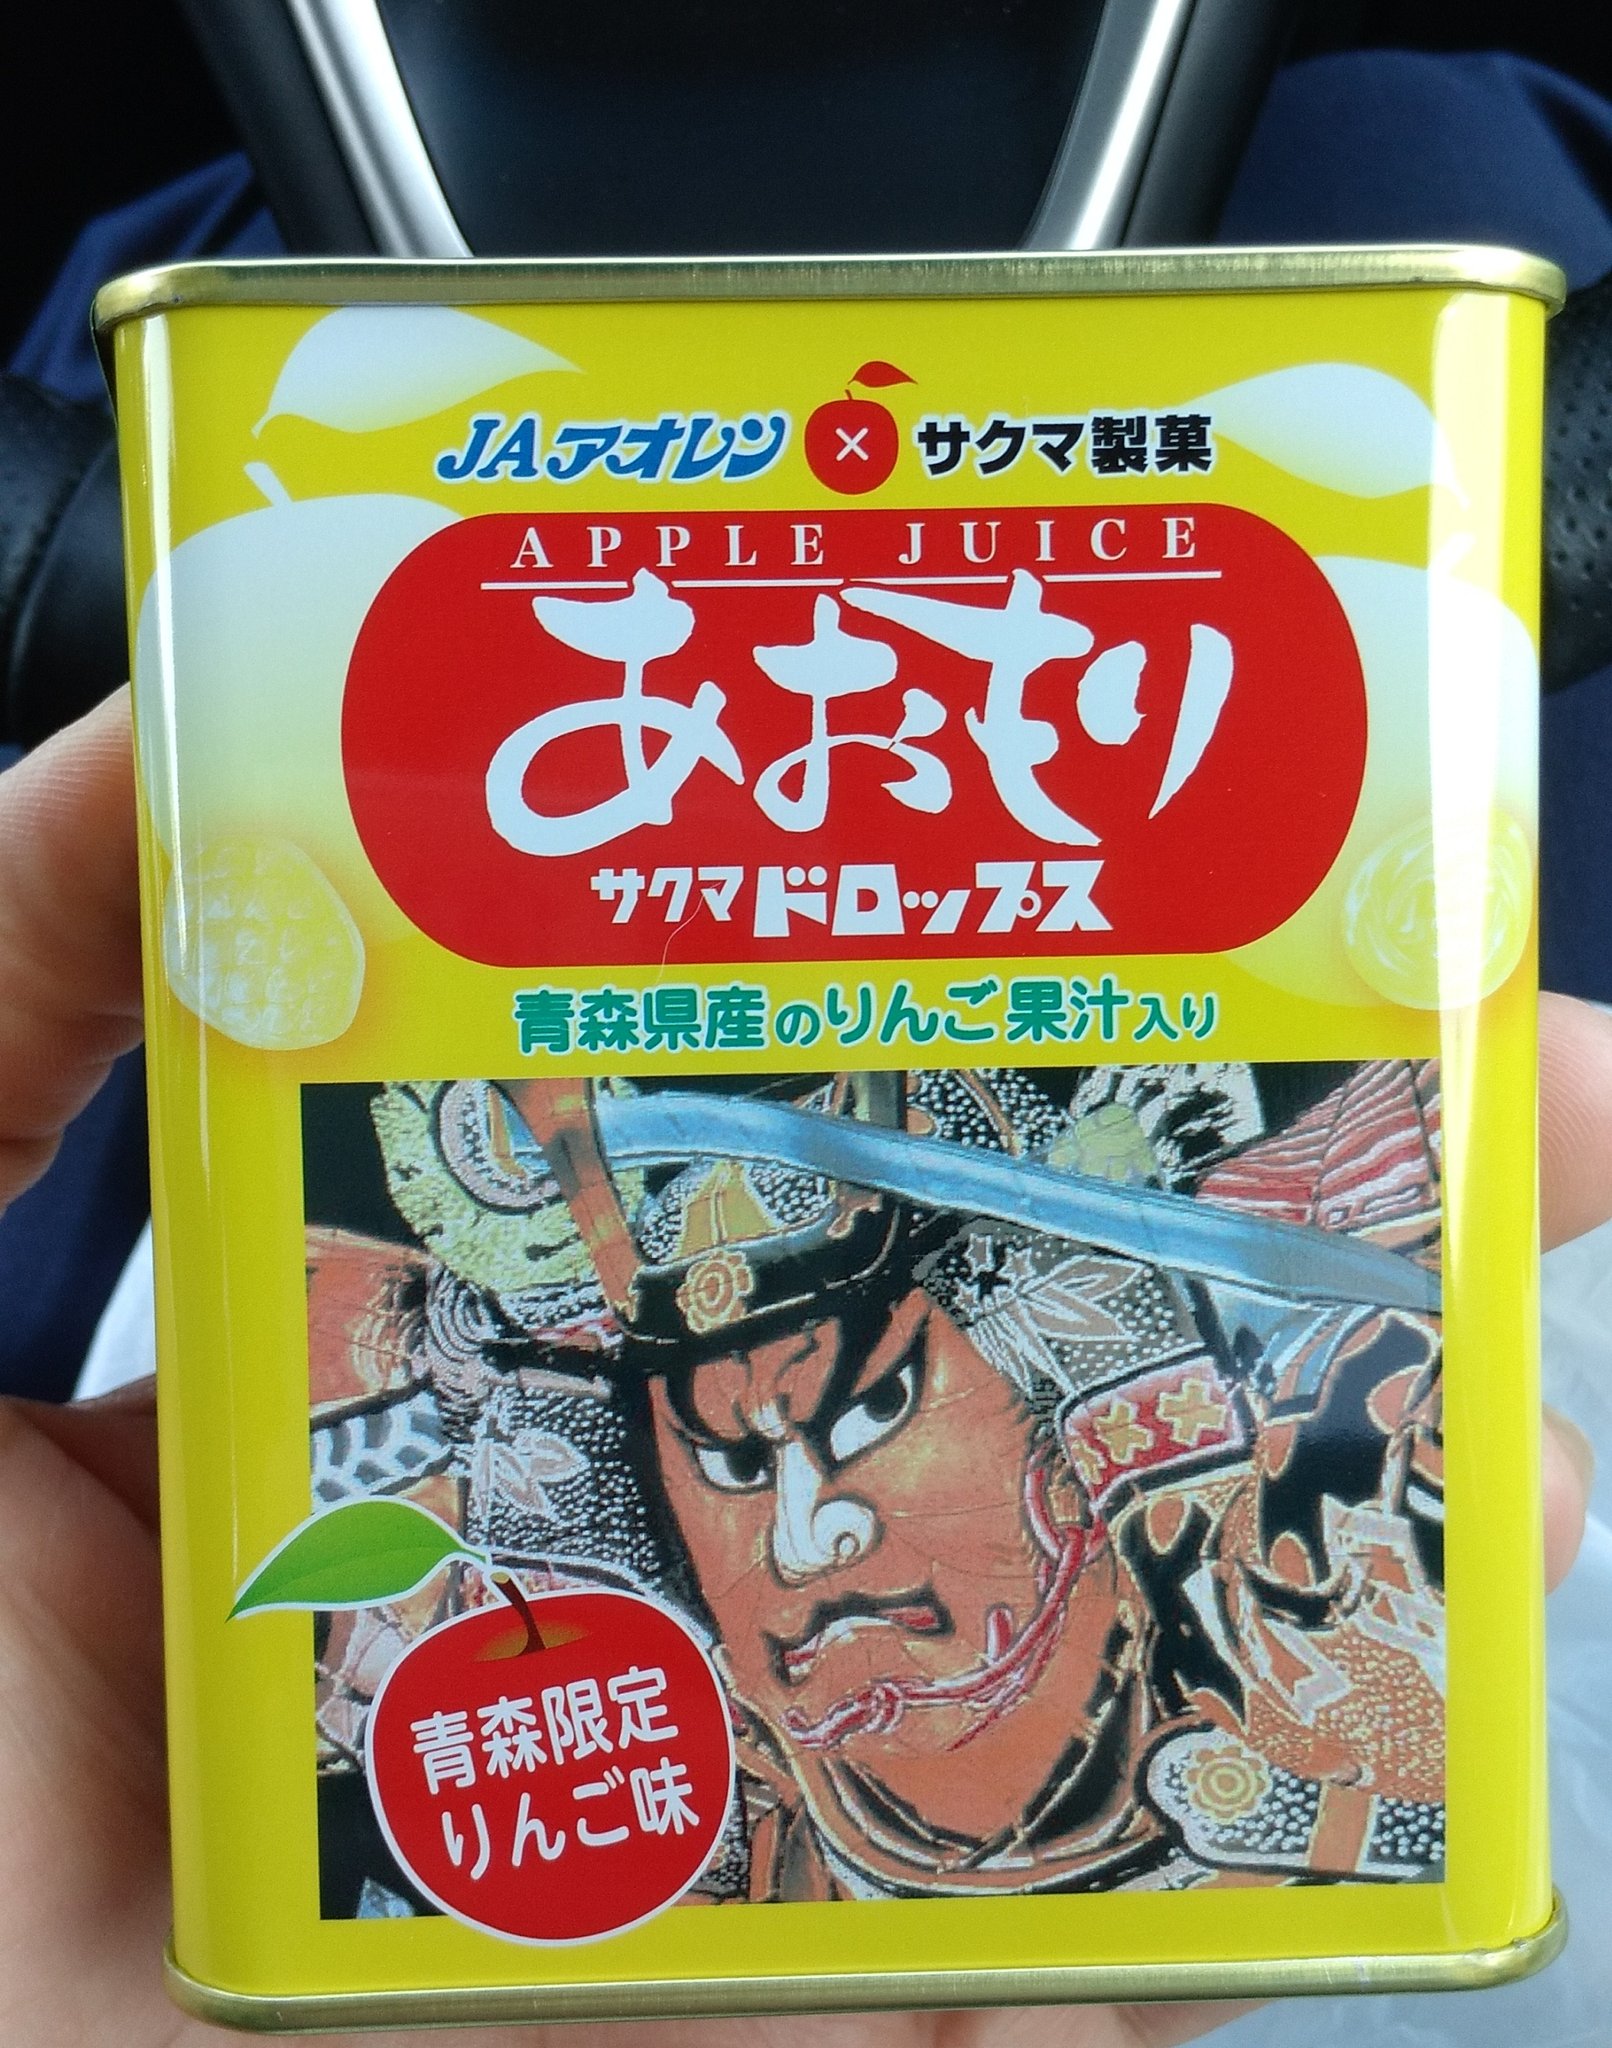 JAアオレン × サクマ製菓
APPLE JUICE
あおもり
サクマドロップス
青森県産のりんご果汁入り
青森限定
りんご味